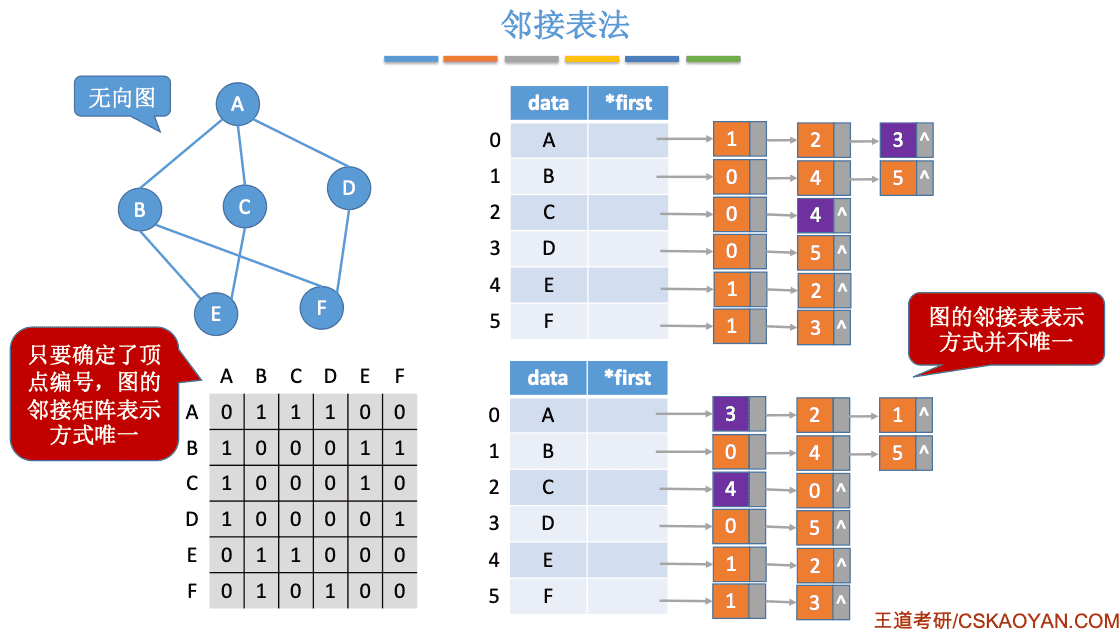 邻接表法
无向图
A
B
C
D
E
F
只要确定了顶
点编号，图的
邻接矩阵表示
方式唯一
A B C D E F
A 0 1 1 1 0 0
B 1 0 0 0 1 1
C 1 0 0 0 1 0
D 1 0 0 0 0 1
E 0 1 1 0 0 0
F 0 1 0 1 0 0
data *first
0 A 1 2 3 ^
1 B 0 4 5 ^
2 C 0 4 ^
3 D 0 5 ^
4 E 1 2 ^
5 F 1 3 ^
图的邻接表表示
方式并不唯一
data *first
0 A 3 2 1 ^
1 B 0 4 5 ^
2 C 4 0 ^
3 D 0 5 ^
4 E 1 2 ^
5 F 1 3 ^
王道考研/CSKAOYAN.COM